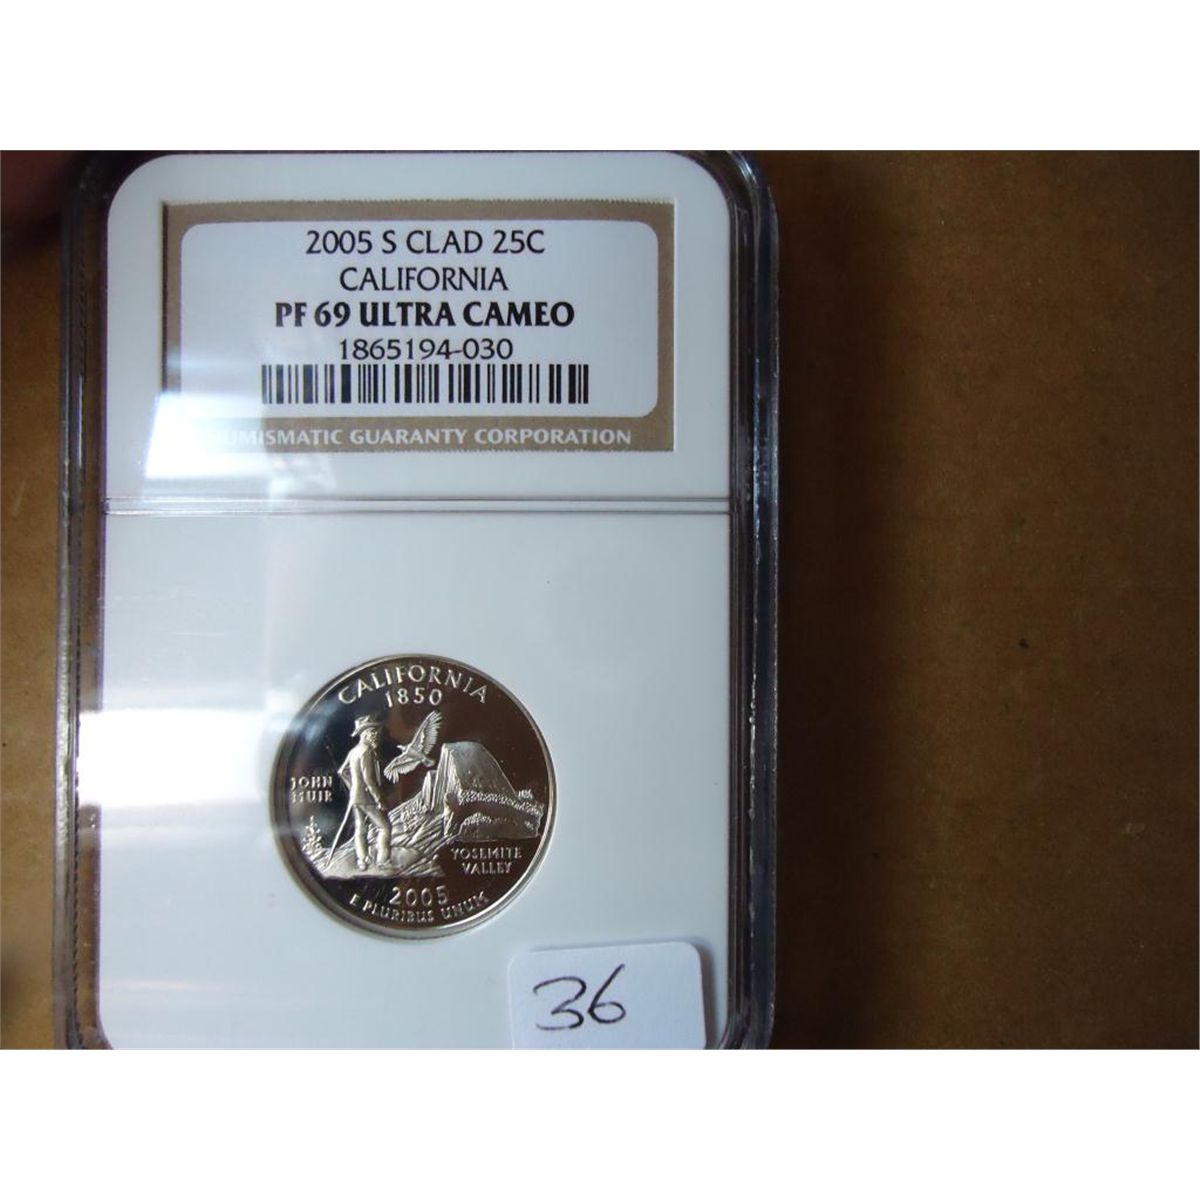 2005 S CLAD 25C
CALIFORNIA
PF 69 ULTRA CAMEO
1865194-030
NUMISMATIC GUARANTY CORPORATION
CALIFORNIA
1850
JOHN
MUIR
YOSEMITE
VALLEY
2005
E PLURIBUS UNUM
36